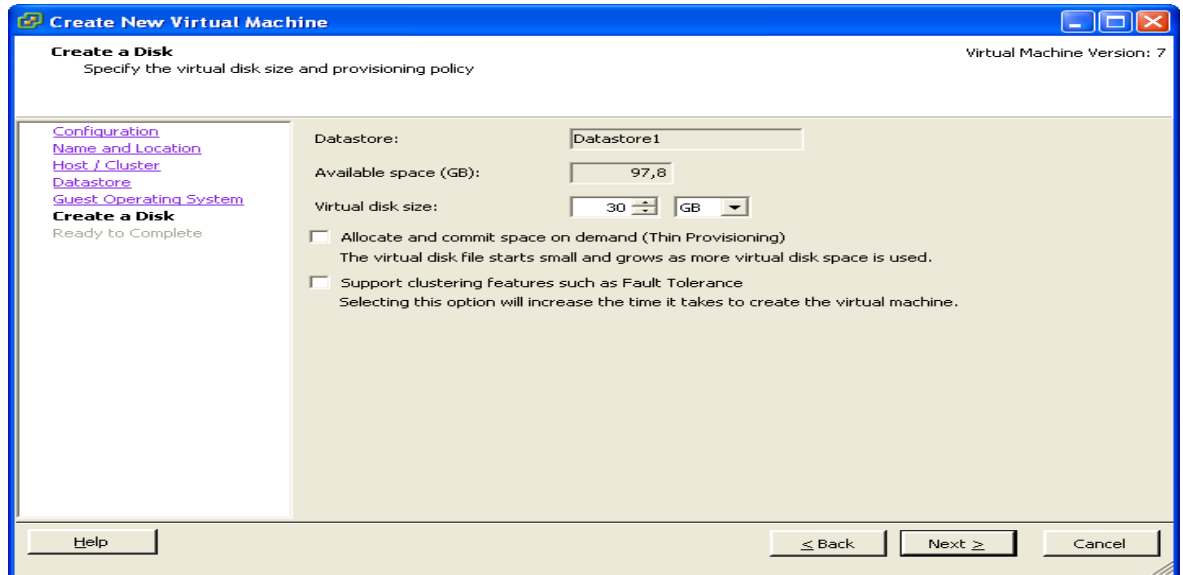 Create New Virtual Machine
Create a Disk
Specify the virtual disk size and provisioning policy
Virtual Machine Version: 7
Configuration
Name and Location
Host / Cluster
Datastore
Guest Operating System
Create a Disk
Ready to Complete
Datastore: Datastore1
Available space (GB): 97,8
Virtual disk size: 30 GB
Allocate and commit space on demand (Thin Provisioning)
The virtual disk file starts small and grows as more virtual disk space is used.
Support clustering features such as Fault Tolerance
Selecting this option will increase the time it takes to create the virtual machine.
Help
≤ Back
Next ≥
Cancel